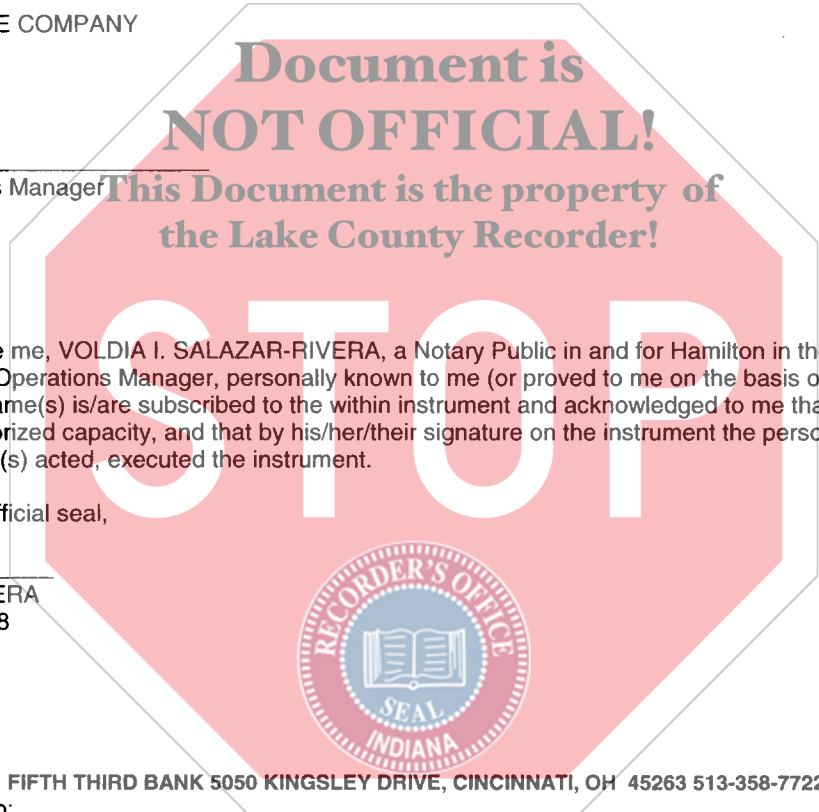 E COMPANY
Document is
NOT OFFICIAL!
s Manager
This Document is the property of
the Lake County Recorder!
STOP
e me, VOLDIA I. SALAZAR-RIVERA, a Notary Public in and for Hamilton in th
Operations Manager, personally known to me (or proved to me on the basis o
ame(s) is/are subscribed to the within instrument and acknowledged to me tha
orized capacity, and that by his/her/their signature on the instrument the perso
(s) acted, executed the instrument.
fficial seal,
ERA
8
RECORDER'S OFFICE
SEAL
INDIANA
FIFTH THIRD BANK 5050 KINGSLEY DRIVE, CINCINNATI, OH 45263 513-358-7722